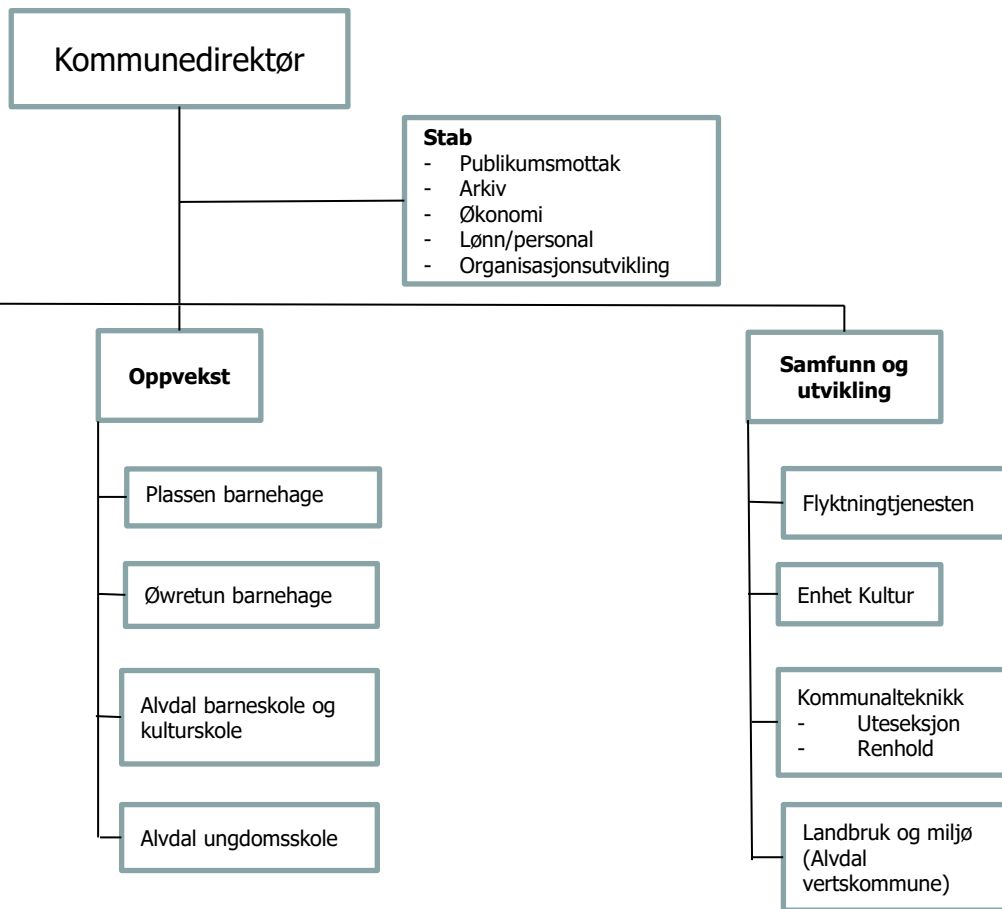 Kommunedirektør
Stab
- Publikumsmottak
- Arkiv
- Økonomi
- Lønn/personal
- Organisasjonsutvikling
Oppvekst
Plassen barnehage
Øwretun barnehage
Alvdal barneskole og
kulturskole
Alvdal ungdomsskole
Samfunn og
utvikling
Flyktningtjenesten
Enhet Kultur
Kommunalteknikk
- Uteseksjon
- Renhold
Landbruk og miljø
(Alvdal
vertskommune)